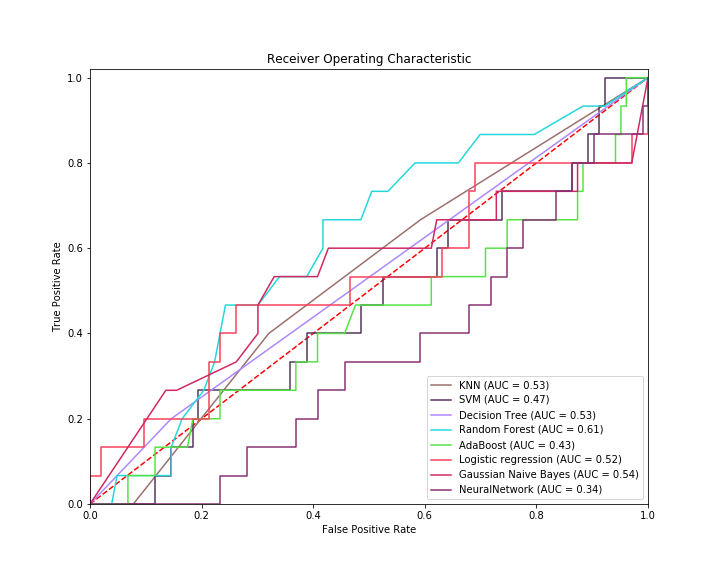 Receiver Operating Characteristic
1.0
0.8
0.6
0.4
0.2
0.0
True Positive Rate
KNN (AUC = 0.53)
SVM (AUC = 0.47)
Decision Tree (AUC = 0.53)
Random Forest (AUC = 0.61)
AdaBoost (AUC = 0.43)
Logistic regression (AUC = 0.52)
Gaussian Naive Bayes (AUC = 0.54)
NeuralNetwork (AUC = 0.34)
0.0 0.2 0.4 0.6 0.8 1.0
False Positive Rate